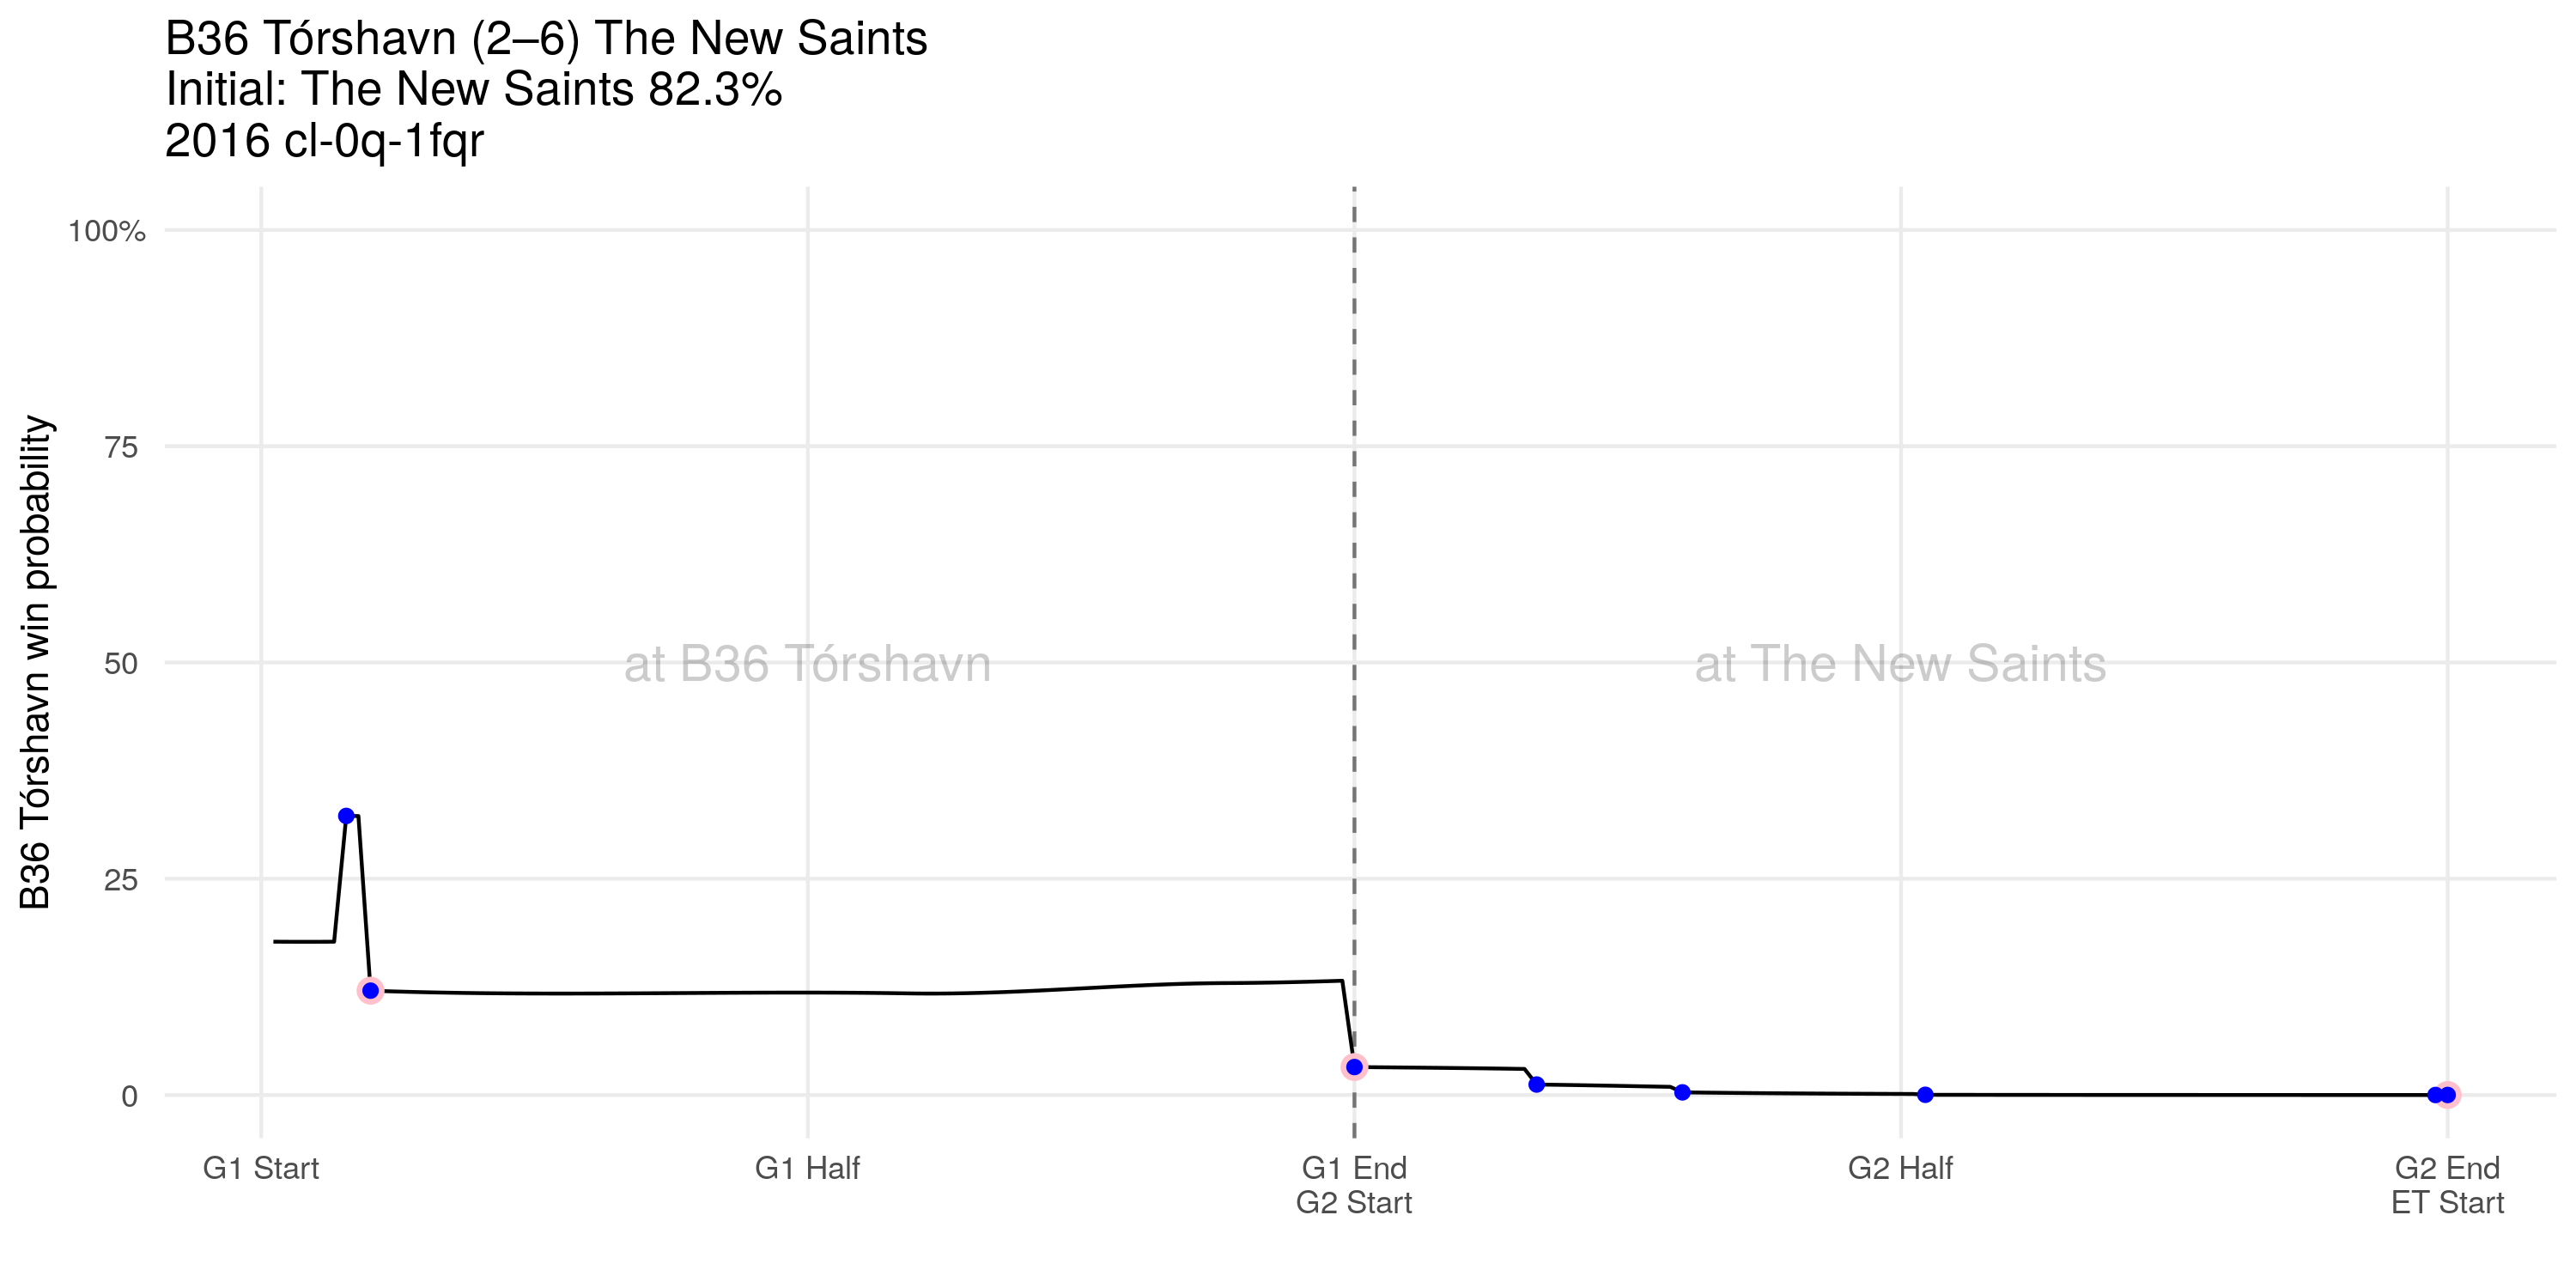 B36 Tórshavn (2–6) The New Saints
Initial: The New Saints 82.3%
2016 cl-0q-1fqr
B36 Tórshavn win probability
100%
75
50
25
0
at B36 Tórshavn
at The New Saints
G1 Start
G1 Half
G1 End
G2 Start
G2 Half
G2 End
ET Start